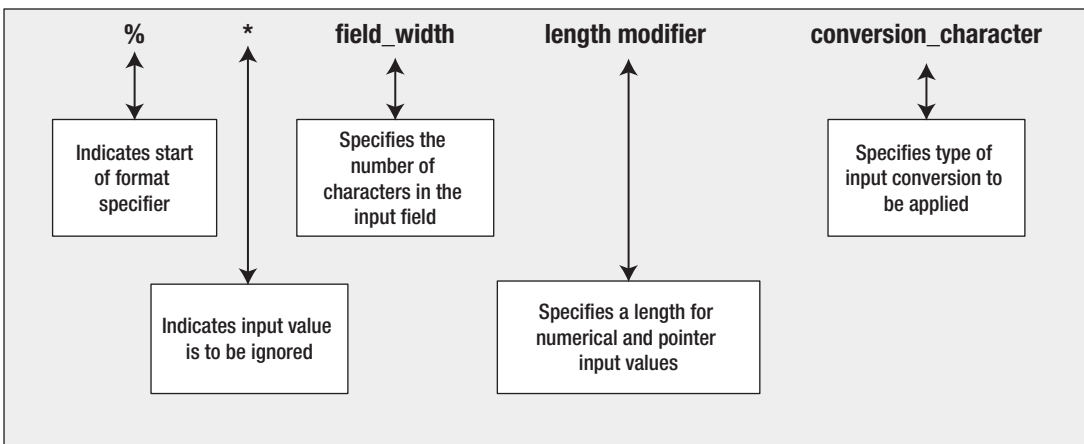 % * field_width length modifier conversion_character
Indicates start
of format
specifier
Specifies the
number of
characters in the
input field
Specifies type of
input conversion to
be applied
Indicates input value
is to be ignored
Specifies a length for
numerical and pointer
input values